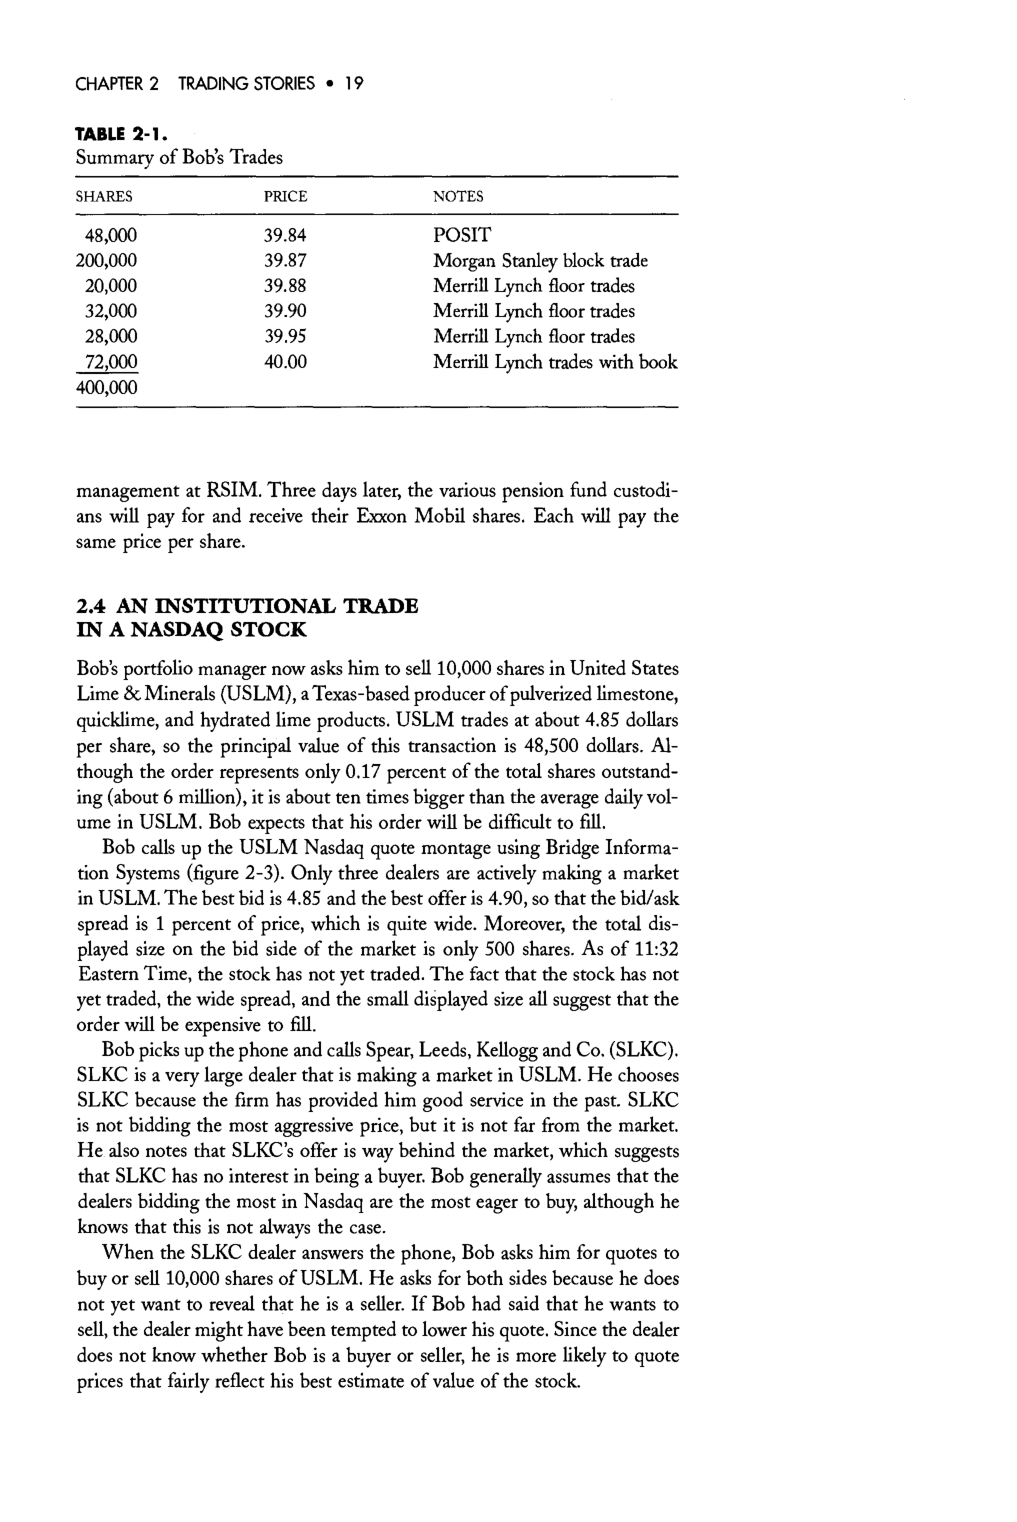 CHAPTER 2 TRADING STORIES • 19
TABLE 2-1.
Summary of Bob's Trades
SHARES PRICE NOTES
48,000 39.84 POSIT
200,000 39.87 Morgan Stanley block trade
20,000 39.88 Merrill Lynch floor trades
32,000 39.90 Merrill Lynch floor trades
28,000 39.95 Merrill Lynch floor trades
72,000 40.00 Merrill Lynch trades with book
400,000
management at RSIM. Three days later, the various pension fund custodi-
ans will pay for and receive their Exxon Mobil shares. Each will pay the
same price per share.
2.4 AN INSTITUTIONAL TRADE
IN A NASDAQ STOCK
Bob's portfolio manager now asks him to sell 10,000 shares in United States
Lime & Minerals (USLM), a Texas-based producer of pulverized limestone,
quicklime, and hydrated lime products. USLM trades at about 4.85 dollars
per share, so the principal value of this transaction is 48,500 dollars. Al-
though the order represents only 0.17 percent of the total shares outstand-
ing (about 6 million), it is about ten times bigger than the average daily vol-
ume in USLM. Bob expects that his order will be difficult to fill.
Bob calls up the USLM Nasdaq quote montage using Bridge Informa-
tion Systems (figure 2-3). Only three dealers are actively making a market
in USLM. The best bid is 4.85 and the best offer is 4.90, so that the bid/ask
spread is 1 percent of price, which is quite wide. Moreover, the total dis-
played size on the bid side of the market is only 500 shares. As of 11:32
Eastern Time, the stock has not yet traded. The fact that the stock has not
yet traded, the wide spread, and the small displayed size all suggest that the
order will be expensive to fill.
Bob picks up the phone and calls Spear, Leeds, Kellogg and Co. (SLKC).
SLKC is a very large dealer that is making a market in USLM. He chooses
SLKC because the firm has provided him good service in the past. SLKC
is not bidding the most aggressive price, but it is not far from the market.
He also notes that SLKC's offer is way behind the market, which suggests
that SLKC has no interest in being a buyer. Bob generally assumes that the
dealers bidding the most in Nasdaq are the most eager to buy, although he
knows that this is not always the case.
When the SLKC dealer answers the phone, Bob asks him for quotes to
buy or sell 10,000 shares of USLM. He asks for both sides because he does
not yet want to reveal that he is a seller. If Bob had said that he wants to
sell, the dealer might have been tempted to lower his quote. Since the dealer
does not know whether Bob is a buyer or seller, he is more likely to quote
prices that fairly reflect his best estimate of value of the stock.